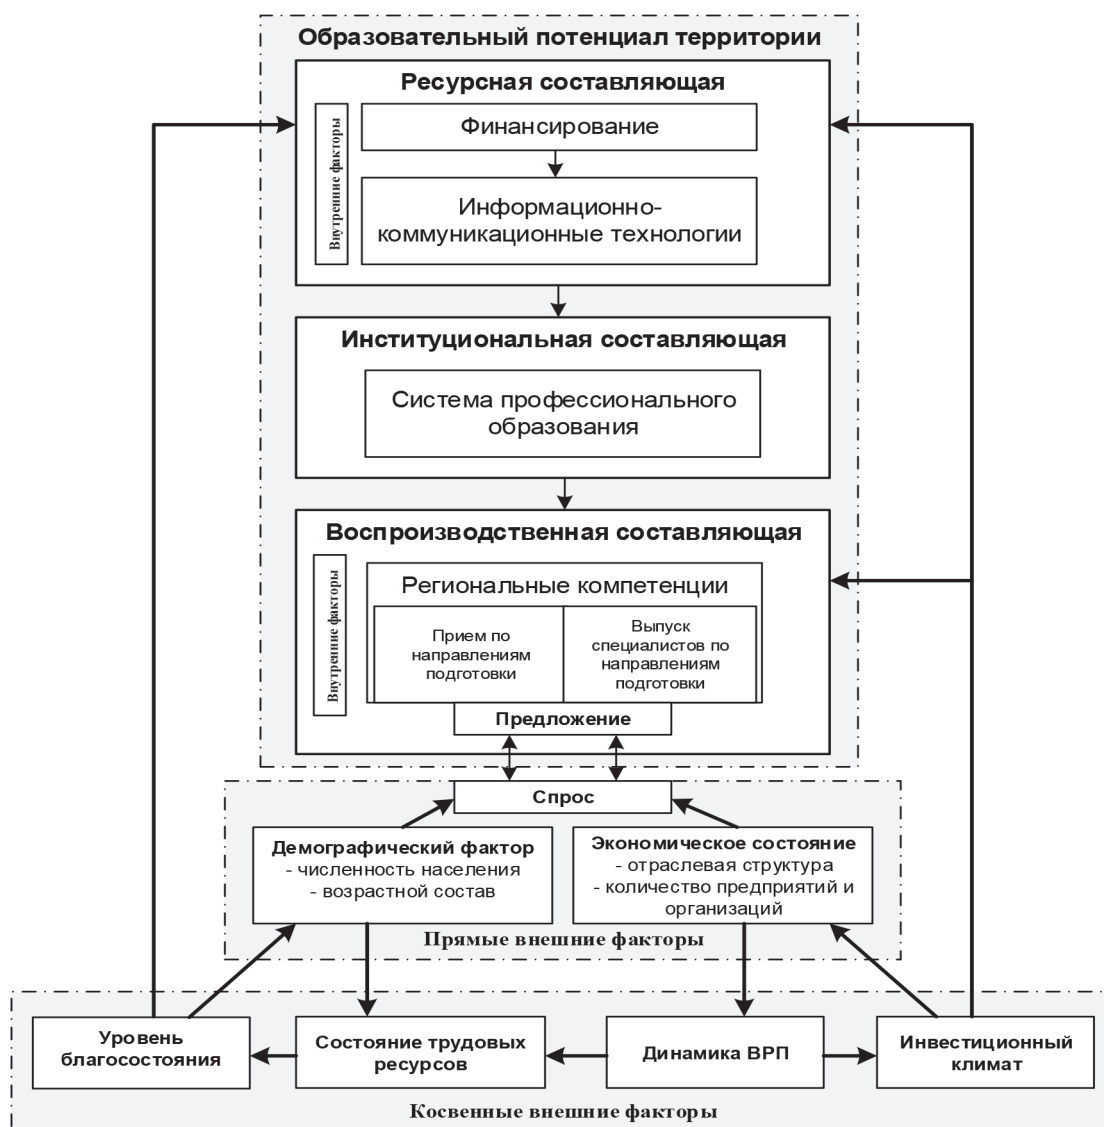 Образовательный потенциал территории
Ресурсная составляющая
Внутренние факторы
Финансирование
Информационно-
коммуникационные технологии
Институциональная составляющая
Система профессионального
образования
Воспроизводственная составляющая
Внутренние факторы
Региональные компетенции
Прием по
направлениям
подготовки
Выпуск
специалистов по
направлениям
подготовки
Предложение
Спрос
Демографический фактор
- численность населения
- возрастной состав
Экономическое состояние
- отраслевая структура
- количество предприятий и
организаций
Прямые внешние факторы
Уровень
благосостояния
Состояние трудовых
ресурсов
Динамика ВРП
Инвестиционный
климат
Косвенные внешние факторы